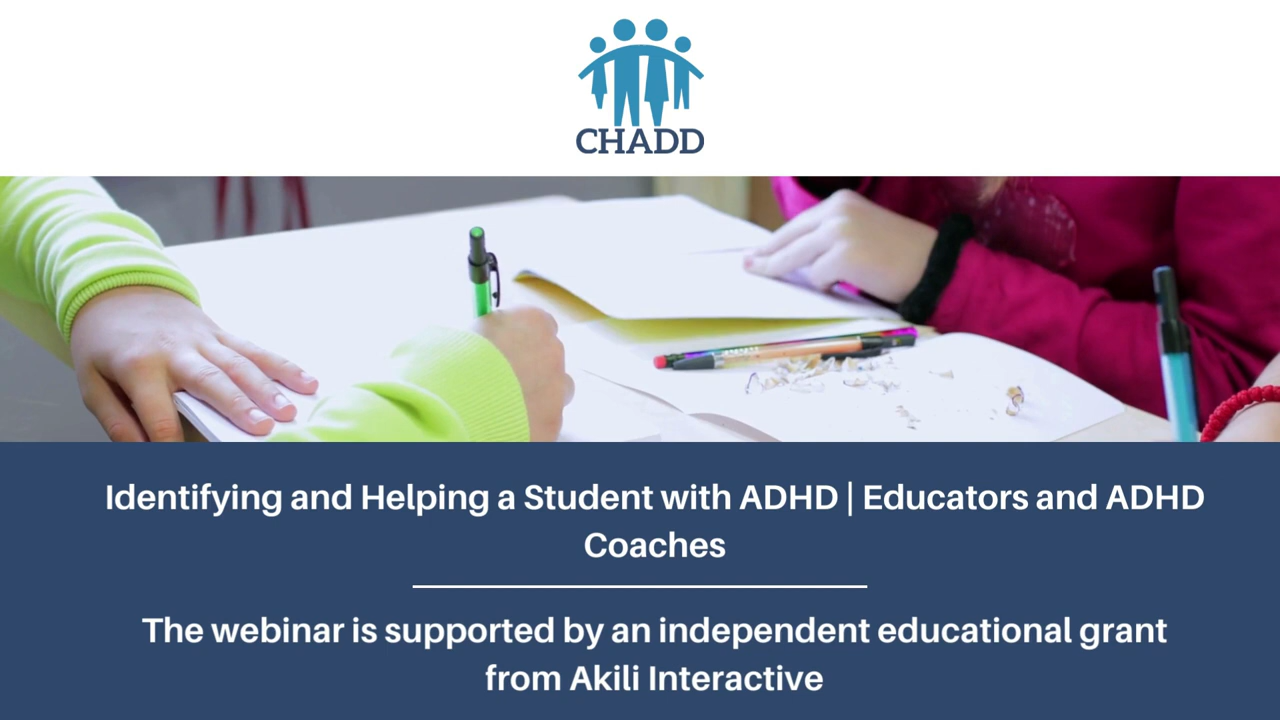 CHADD
Identifying and Helping a Student with ADHD | Educators and ADHD
Coaches
The webinar is supported by an independent educational grant
from Akili Interactive